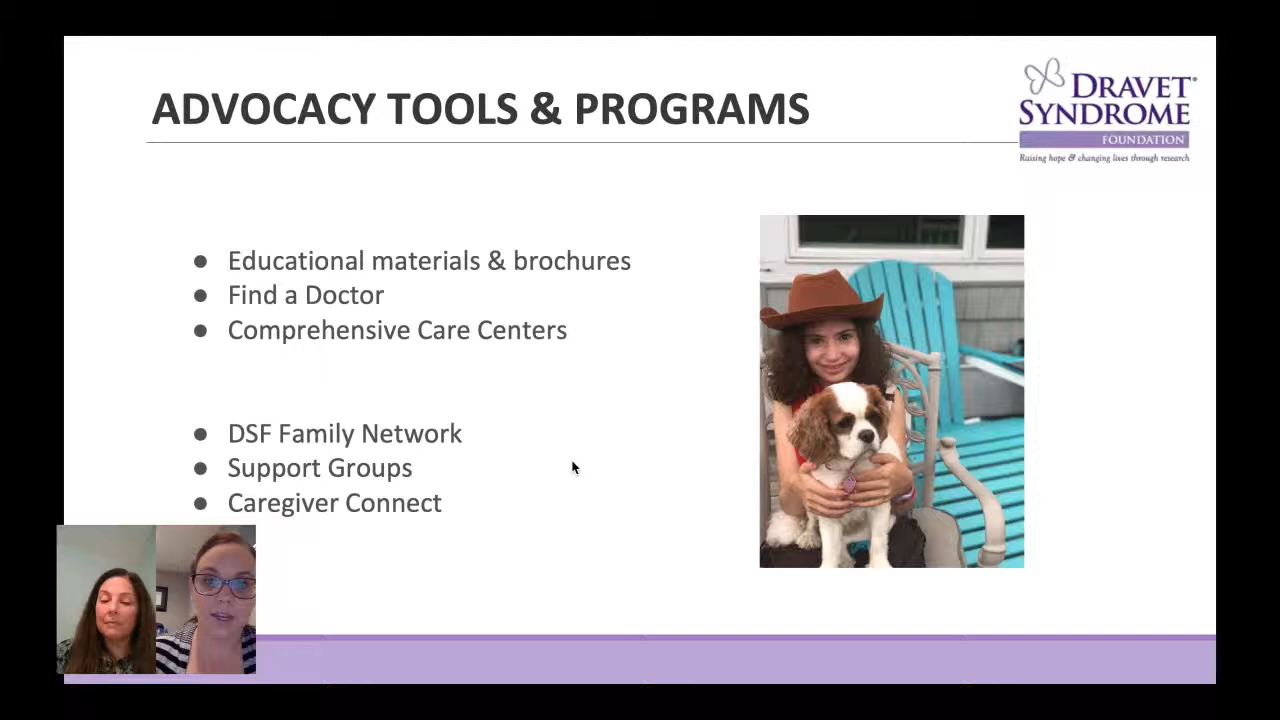 ADVOCACY TOOLS & PROGRAMS
DRAVET®
SYNDROME
FOUNDATION
Raising hope & changing lives through research
● Educational materials & brochures
● Find a Doctor
● Comprehensive Care Centers
● DSF Family Network
● Support Groups
● Caregiver Connect